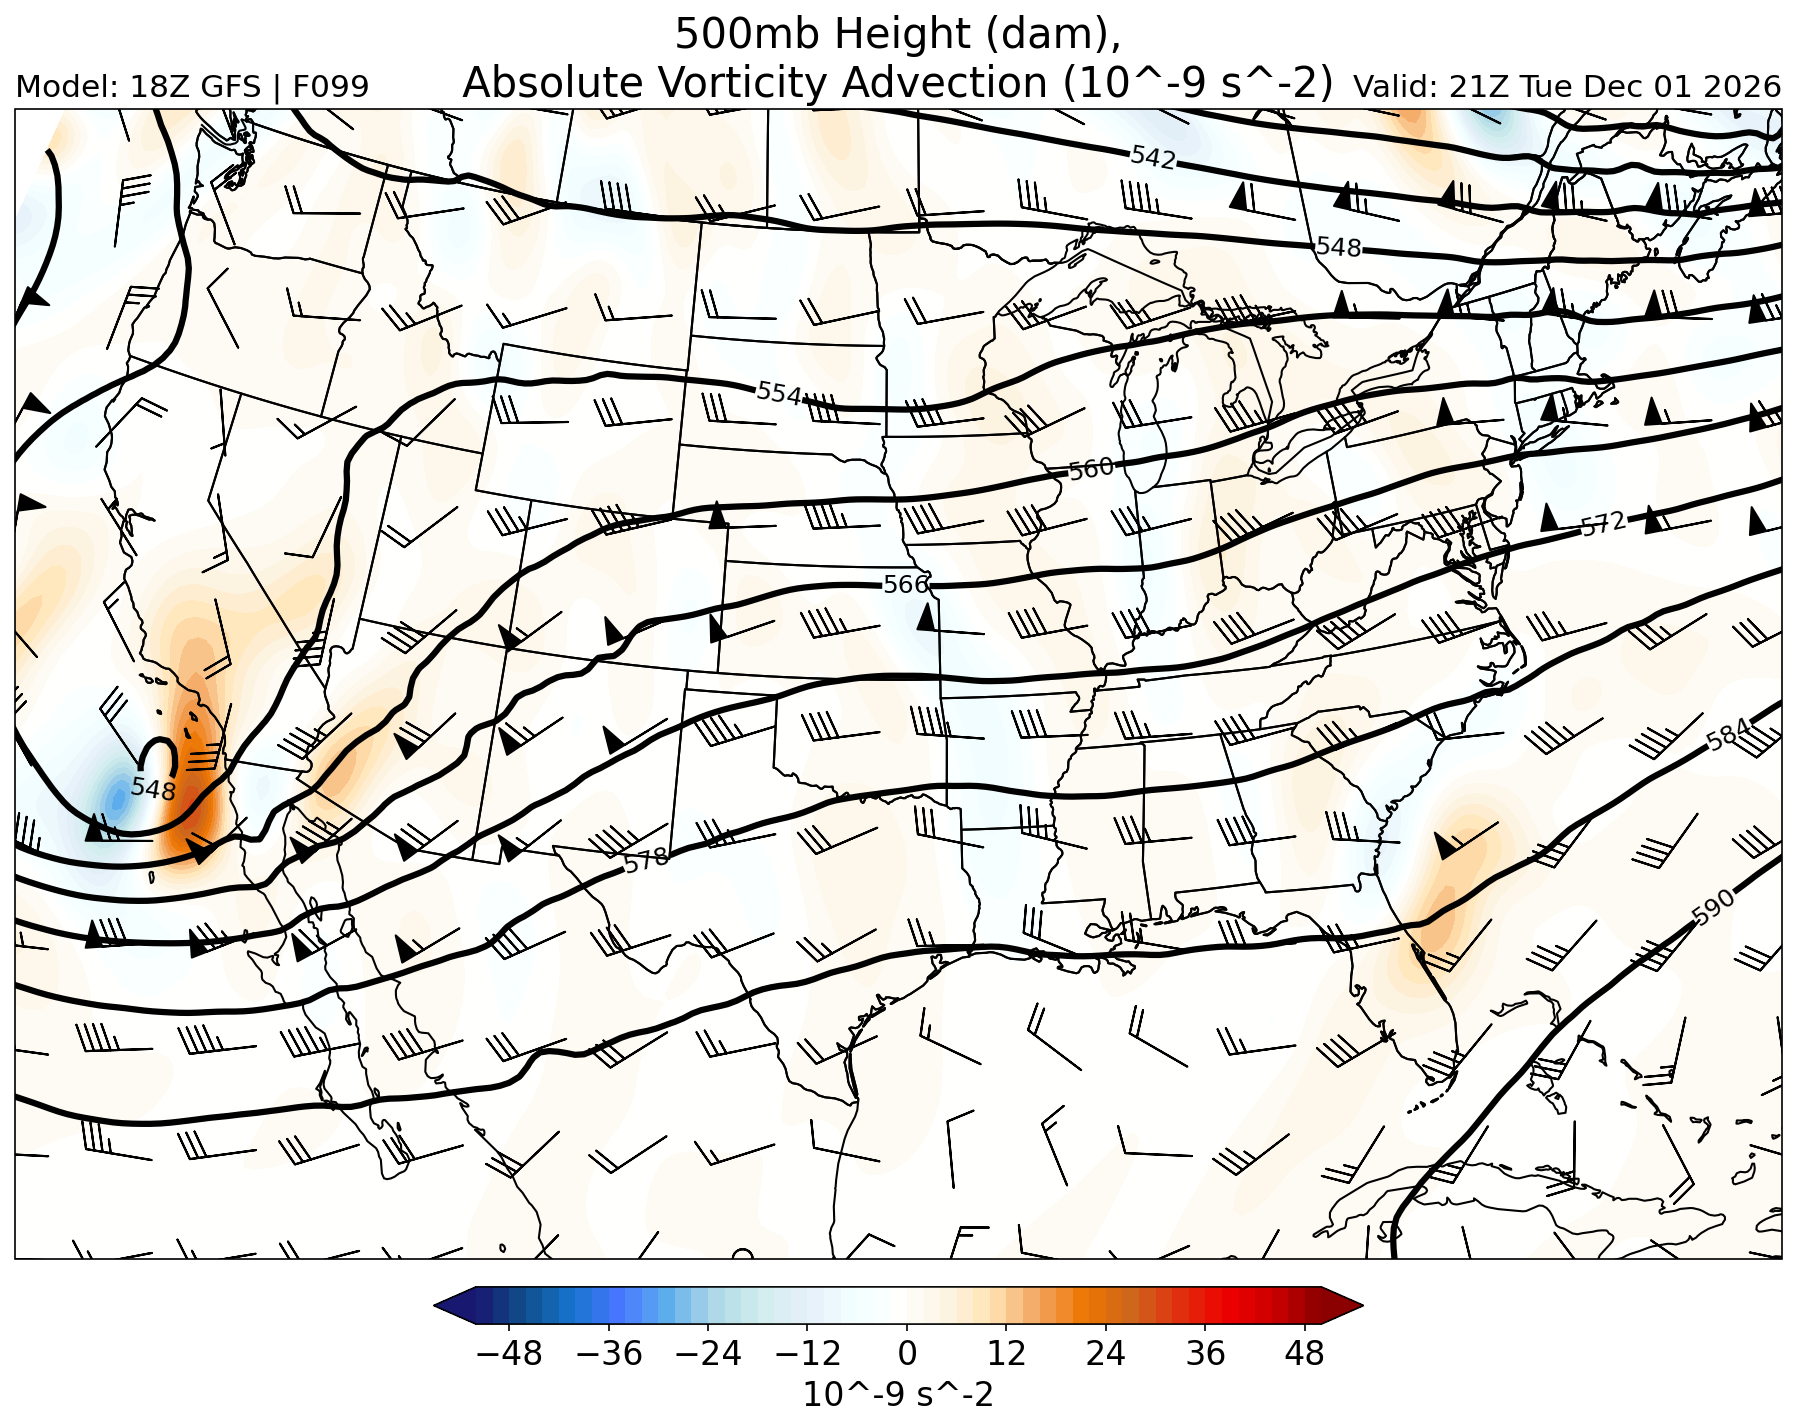 500mb Height (dam),
Model: 18Z GFS | F099 Absolute Vorticity Advection (10^-9 s^-2) Valid: 21Z Tue Dec 01 2026
542
548
554
560
572
566
584
548
578
590
−48 −36 −24 −12 0 12 24 36 48
10^-9 s^-2